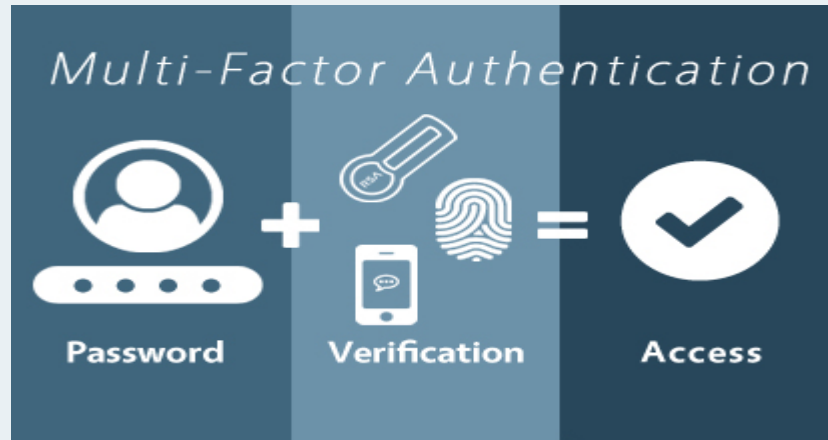 Multi-Factor Authentication
RSA
Password
Verification
Access